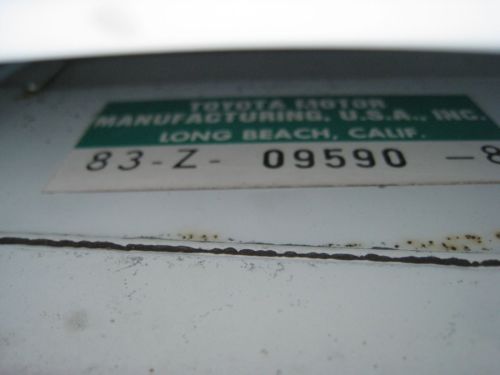 TOYOTA MOTOR
MANUFACTURING, U.S.A., INC.
LONG BEACH, CALIF.
83-Z- 09590 -8